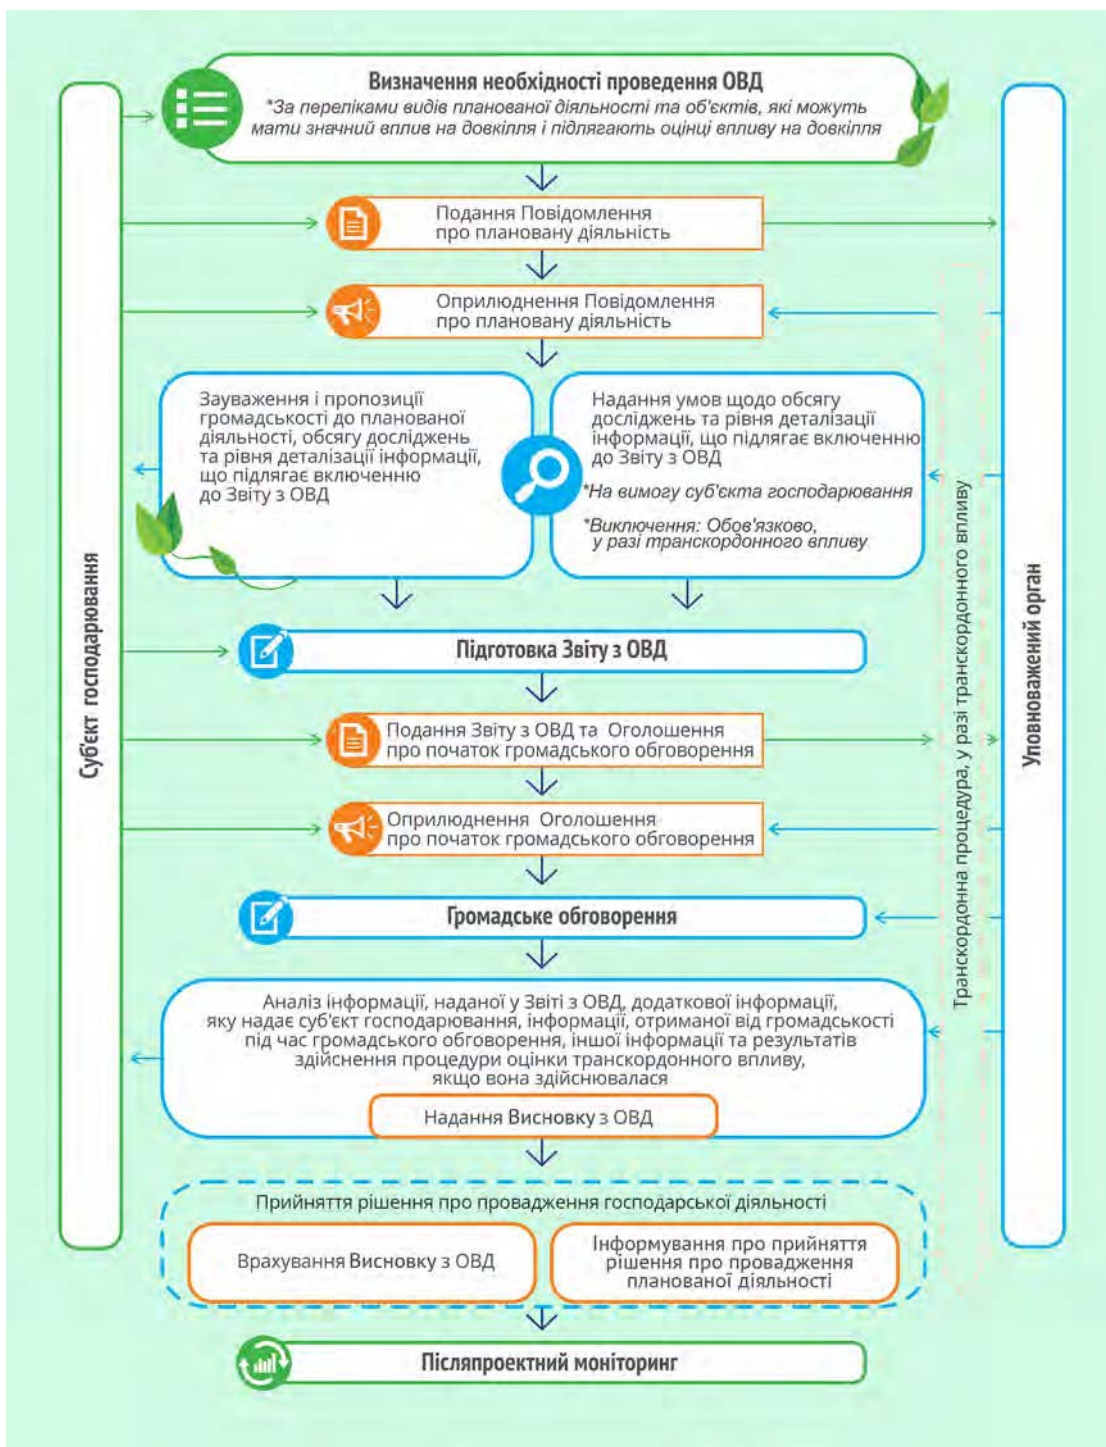 Визначення необхідності проведення ОВД
*За переліками видів планованої діяльності та об'єктів, які можуть
мати значний вплив на довкілля і підлягають оцінці впливу на довкілля
Подання Повідомлення
про плановану діяльність
Оприлюднення Повідомлення
про плановану діяльність
Зауваження і пропозиції
громадськості до планованої
діяльності, обсягу досліджень
та рівня деталізації інформації,
що підлягає включенню
до Звіту з ОВД
Надання умов щодо обсягу
досліджень та рівня деталізації
інформації, що підлягає включенню
до Звіту з ОВД
*На вимогу суб'єкта господарювання
*Виключення: Обов'язково,
у разі транскордонного впливу
Підготовка Звіту з ОВД
Подання Звіту з ОВД та Оголошення
про початок громадського обговорення
Оприлюднення Оголошення
про початок громадського обговорення
Громадське обговорення
Аналіз інформації, наданої у Звіті з ОВД, додаткової інформації,
яку надає суб'єкт господарювання, інформації, отриманої від громадськості
під час громадського обговорення, іншої інформації та результатів
здійснення процедури оцінки транскордонного впливу,
якщо вона здійснювалася
Надання Висновку з ОВД
Прийняття рішення про провадження господарської діяльності
Врахування Висновку з ОВД
Інформування про прийняття
рішення про провадження
планованої діяльності
Післяпроектний моніторинг
Суб'єкт господарювання
Транскордонна процедура, у разі транскордонного впливу
Уповноважений орган